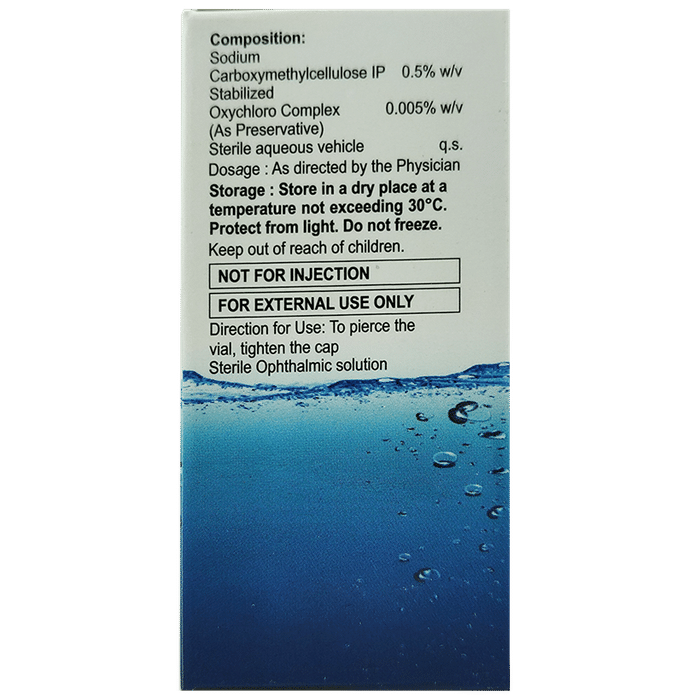 Composition:
Sodium
Carboxymethylcellulose IP 0.5% w/v
Stabilized
Oxychloro Complex 0.005% w/v
(As Preservative)
Sterile aqueous vehicle q.s.
Dosage : As directed by the Physician
Storage : Store in a dry place at a
temperature not exceeding 30°C.
Protect from light. Do not freeze.
Keep out of reach of children.
NOT FOR INJECTION
FOR EXTERNAL USE ONLY
Direction for Use: To pierce the
vial, tighten the cap
Sterile Ophthalmic solution